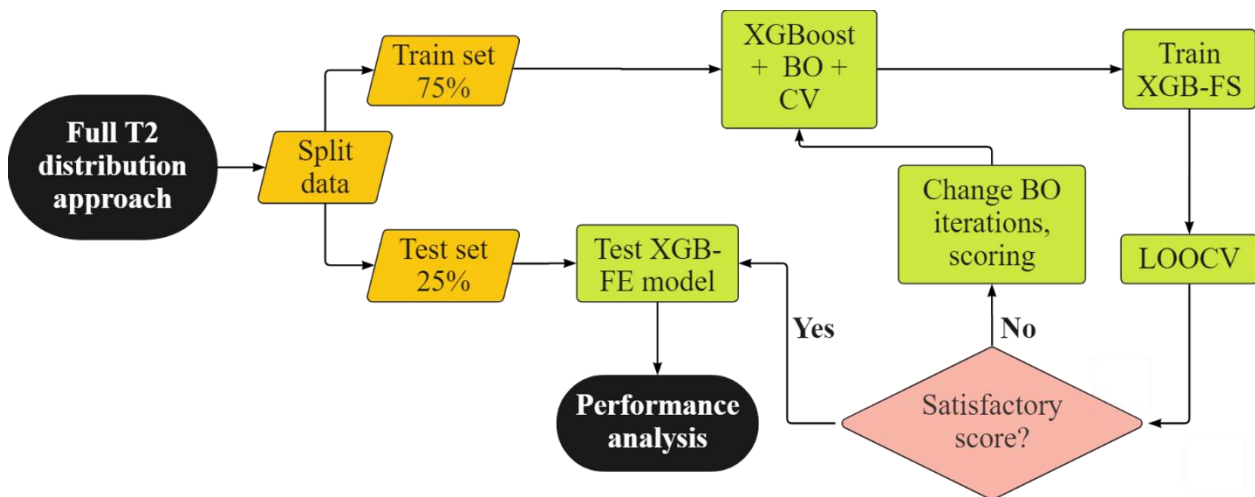 Full T2
distribution
approach
Split
data
Train set
75%
Test set
25%
XGBoost
+ BO +
CV
Train
XGB-FS
LOOCV
Change BO
iterations,
scoring
Satisfactory
score?
No
Yes
Test XGB-
FE model
Performance
analysis